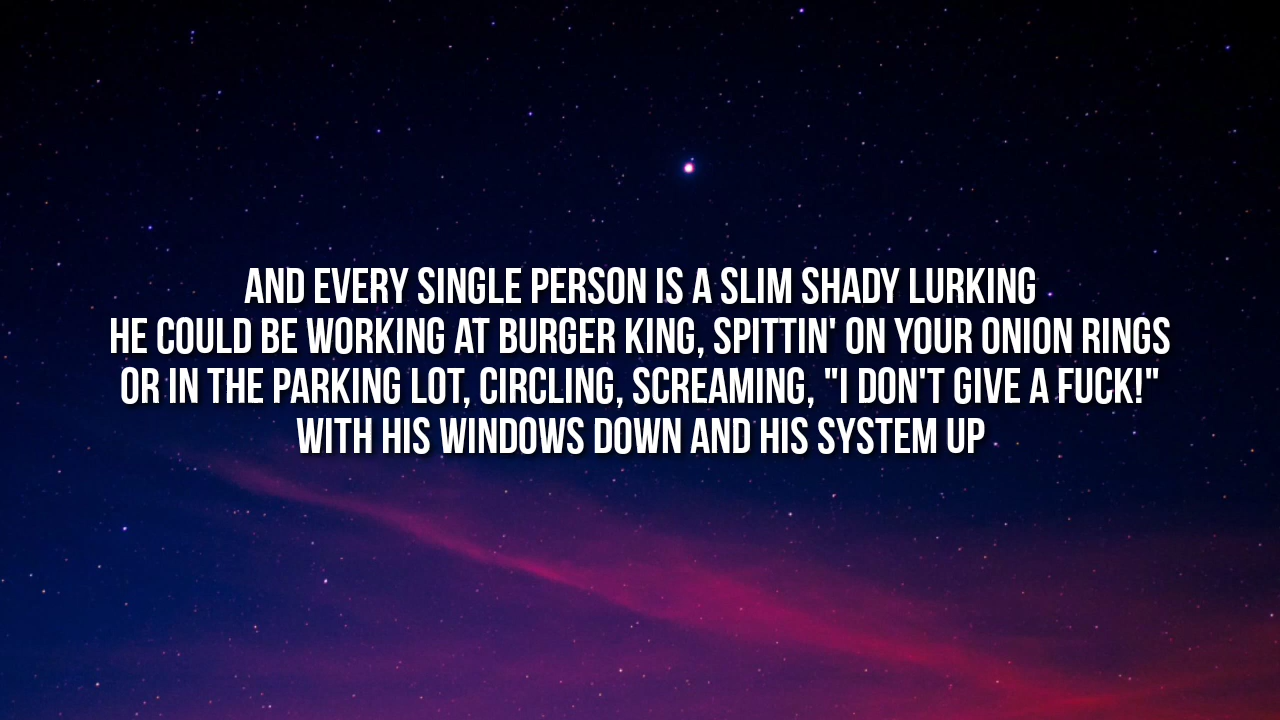 AND EVERY SINGLE PERSON IS A SLIM SHADY LURKING
HE COULD BE WORKING AT BURGER KING, SPITTIN' ON YOUR ONION RINGS
OR IN THE PARKING LOT, CIRCLING, SCREAMING, "I DON'T GIVE A FUCK!"
WITH HIS WINDOWS DOWN AND HIS SYSTEM UP